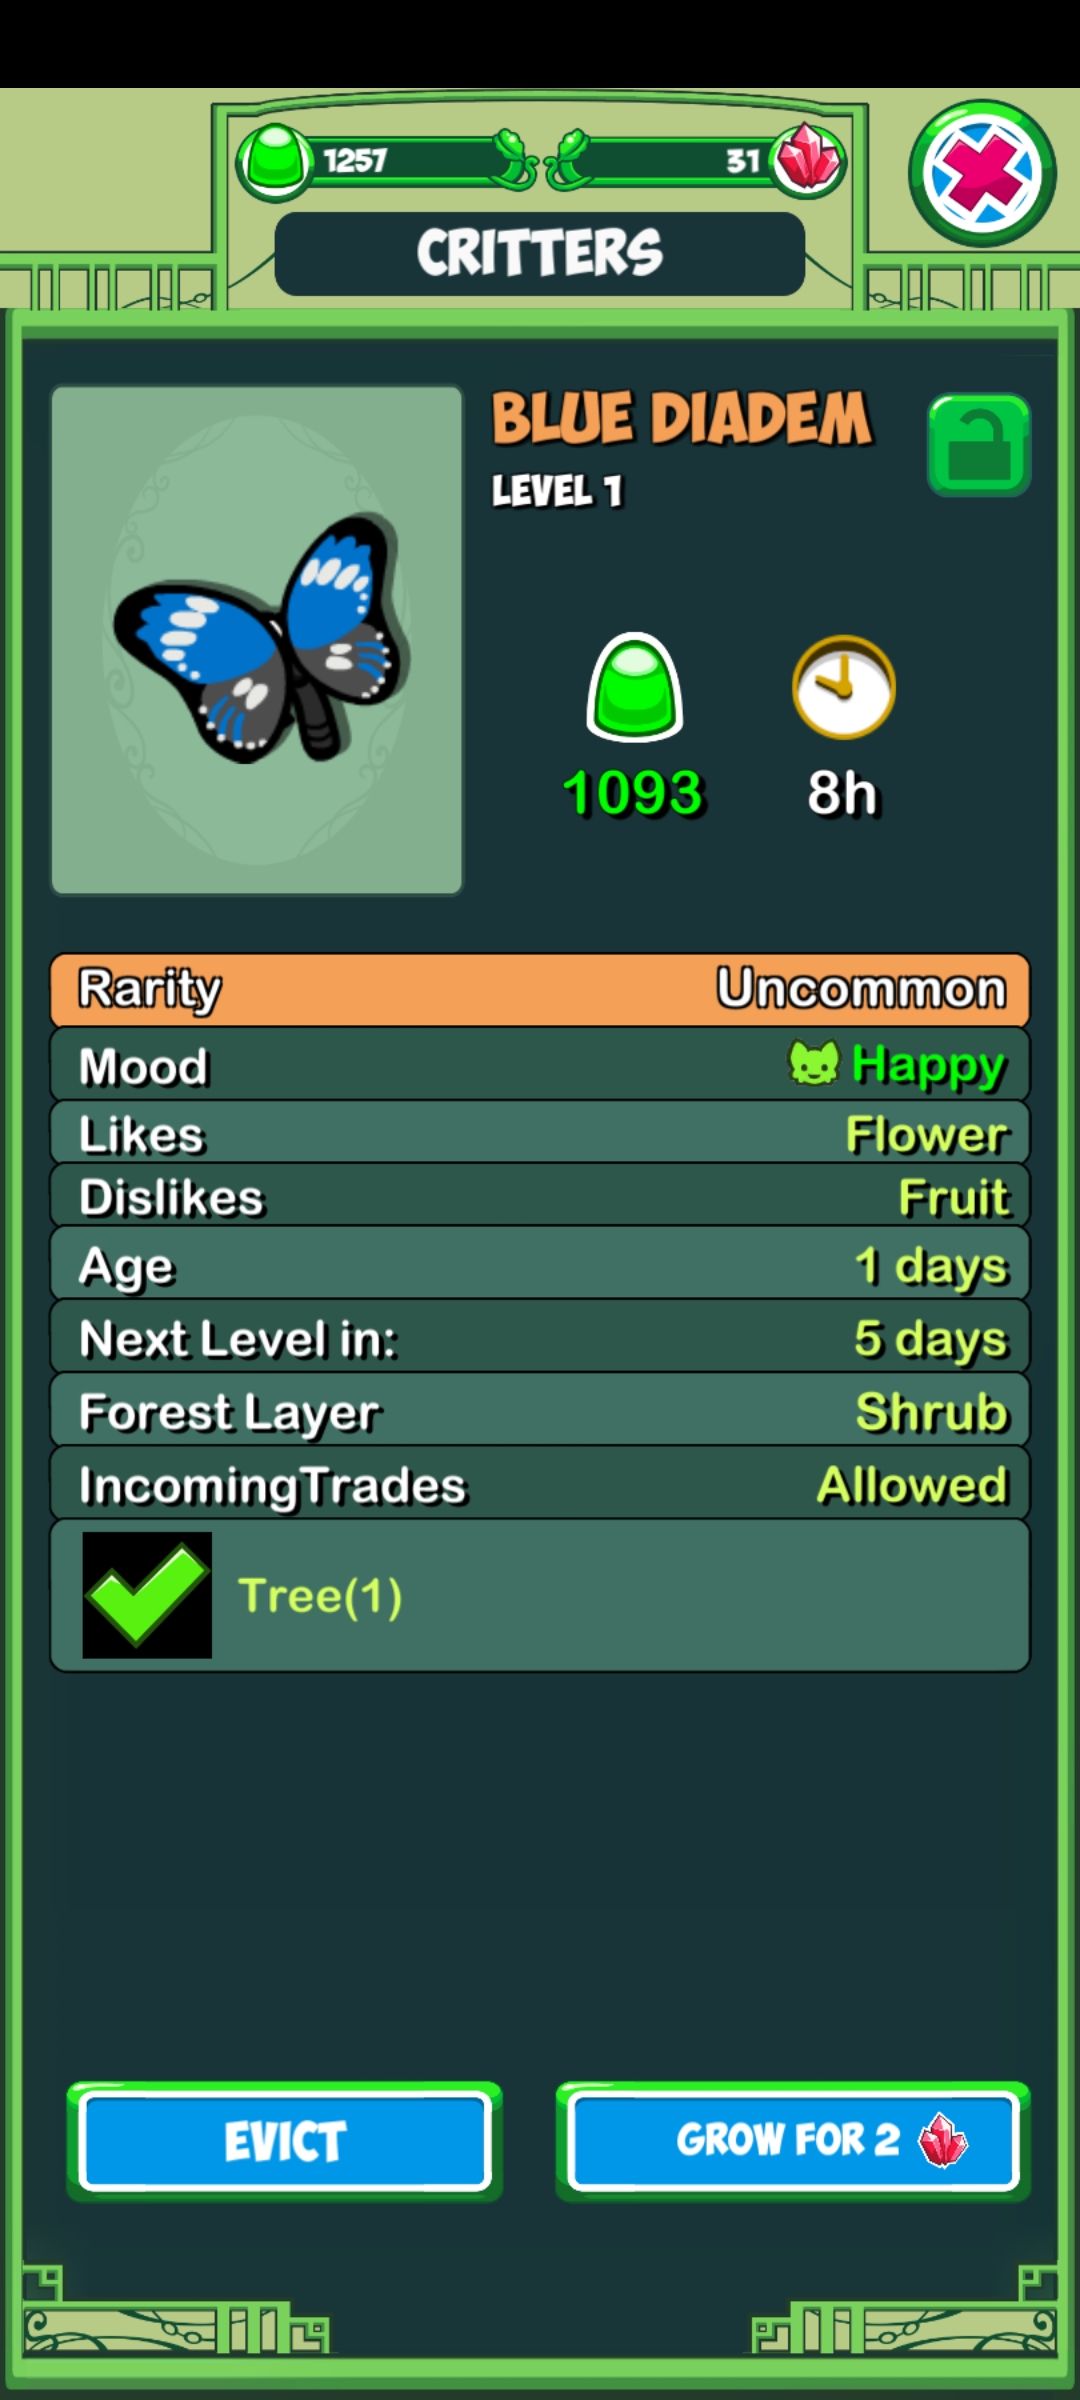 1257 31
CRITTERS
BLUE DIADEM
LEVEL 1
1093 8h
Rarity Uncommon
Mood Happy
Likes Flower
Dislikes Fruit
Age 1 days
Next Level in: 5 days
Forest Layer Shrub
IncomingTrades Allowed
Tree(1)
EVICT GROW FOR 2